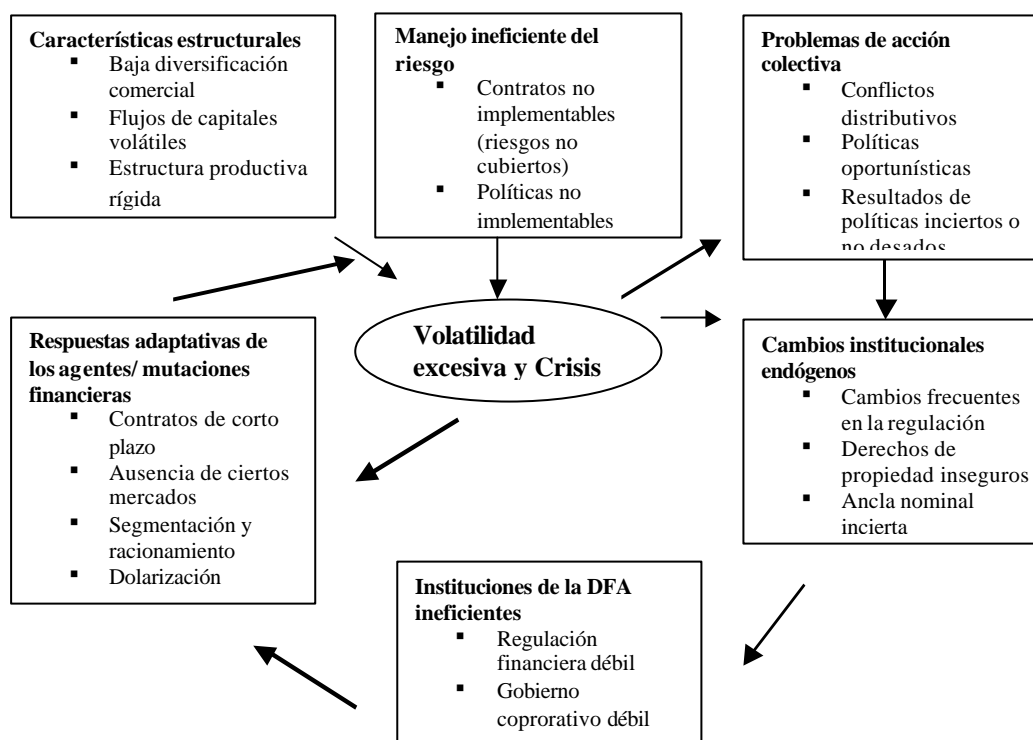 Características estructurales
▪ Baja diversificación
comercial
▪ Flujos de capitales
volátiles
▪ Estructura productiva
rígida
Manejo ineficiente del
riesgo
▪ Contratos no
implementables
(riesgos no
cubiertos)
▪ Políticas no
implementables
Problemas de acción
colectiva
▪ Conflictos
distributivos
▪ Políticas
oportunísticas
▪ Resultados de
políticas inciertos o
no desados
Volatilidad
excesiva y Crisis
Respuestas adaptativas de
los agentes/ mutaciones
financieras
▪ Contratos de corto
plazo
▪ Ausencia de ciertos
mercados
▪ Segmentación y
racionamiento
▪ Dolarización
Cambios institucionales
endógenos
▪ Cambios frecuentes
en la regulación
▪ Derechos de
propiedad inseguros
▪ Ancla nominal
incierta
Instituciones de la DFA
ineficientes
▪ Regulación
financiera débil
▪ Gobierno
coprorativo débil